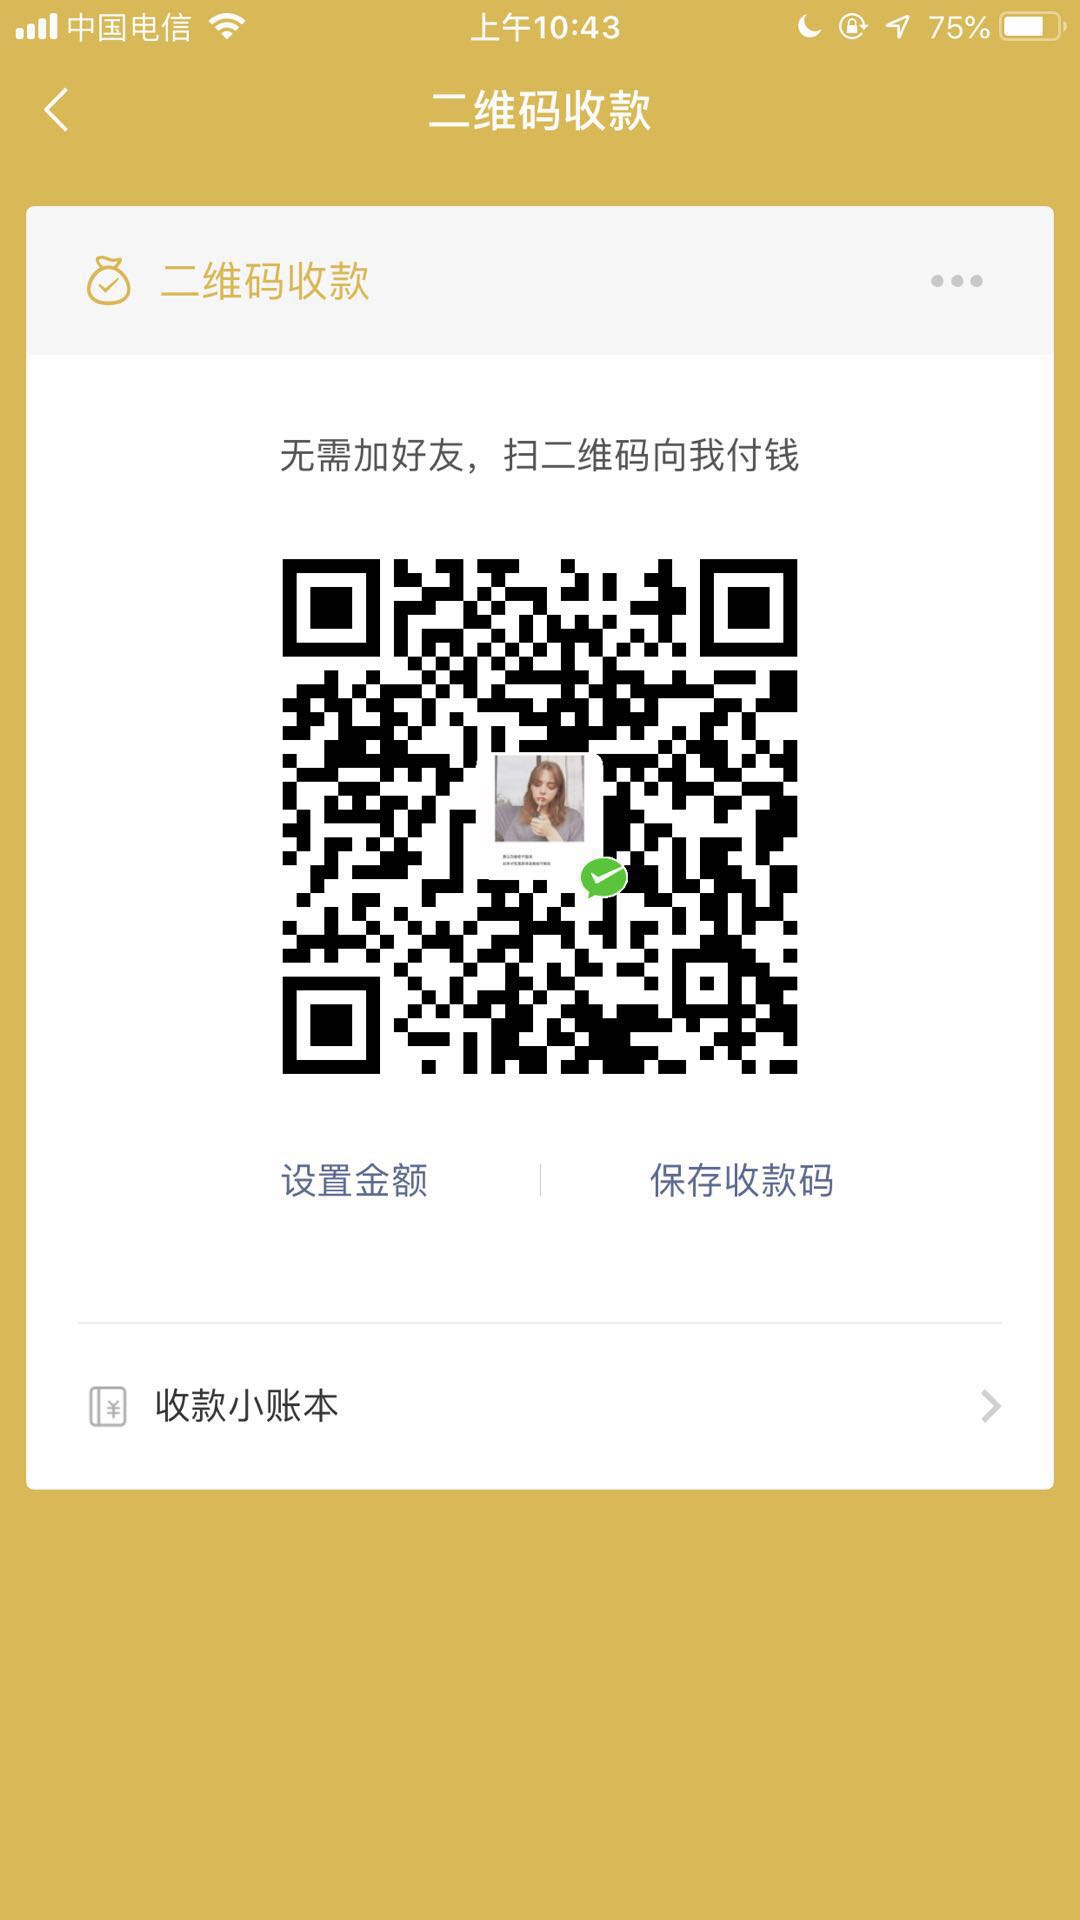 中国电信 上午10:43 75%
二维码收款
二维码收款
无需加好友，扫二维码向我付钱
设置金额 保存收款码
收款小账本